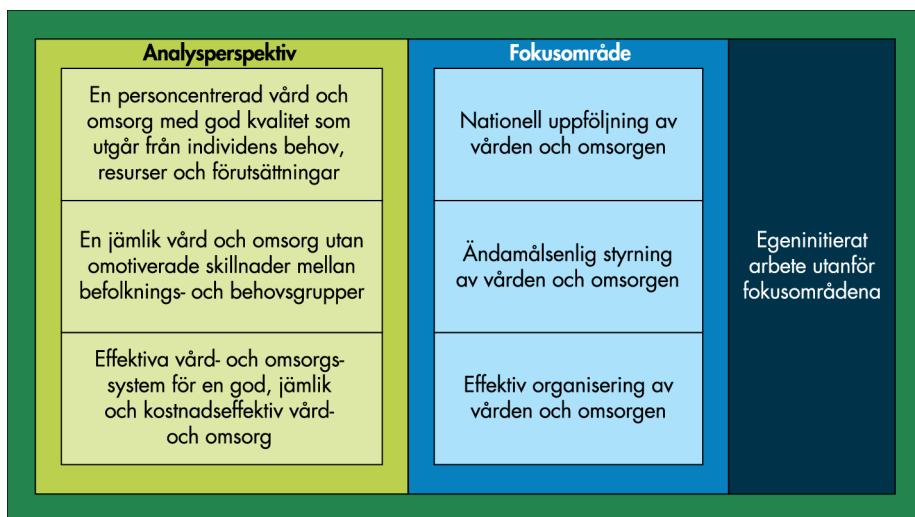 Analysperspektiv
En personcentrerad vård och
omsorg med god kvalitet som
utgår från individens behov,
resurser och förutsättningar
En jämlik vård och omsorg utan
omotiverade skillnader mellan
befolknings- och behovsgrupper
Effektiva vård- och omsorgs-
system för en god, jämlik
och kostnadseffektiv vård-
och omsorg
Fokusområde
Nationell uppföljning av
vården och omsorgen
Ändamålsenlig styrning
av vården och omsorgen
Effektiv organisering av
vården och omsorgen
Egeninitierat
arbete utanför
fokusområdena